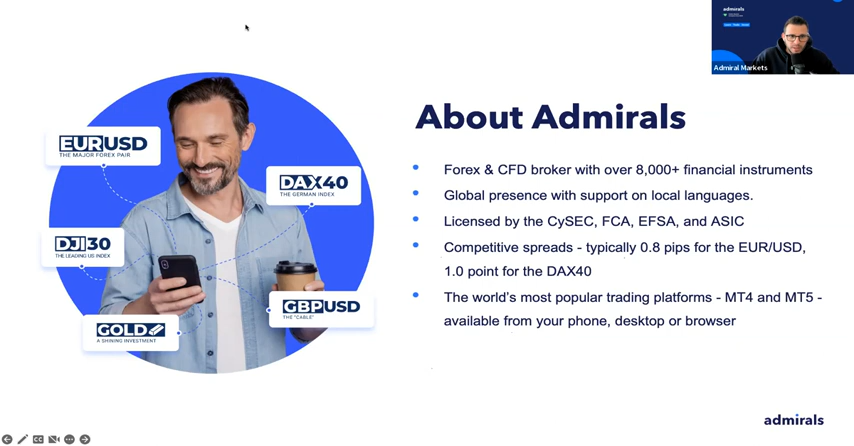 admirals
Admiral Markets
About Admirals
EURUSD
THE MAJOR FOREX PAIR
DAX40
THE GERMAN INDEX
DJI30
THE LEADING US INDEX
GBPUSD
THE "CABLE"
GOLD
A SHINING INVESTMENT
Forex & CFD broker with over 8,000+ financial instruments
Global presence with support on local languages.
Licensed by the CySEC, FCA, EFSA, and ASIC
Competitive spreads - typically 0.8 pips for the EUR/USD,
1.0 point for the DAX40
The world's most popular trading platforms - MT4 and MT5 -
available from your phone, desktop or browser
admirals
CC